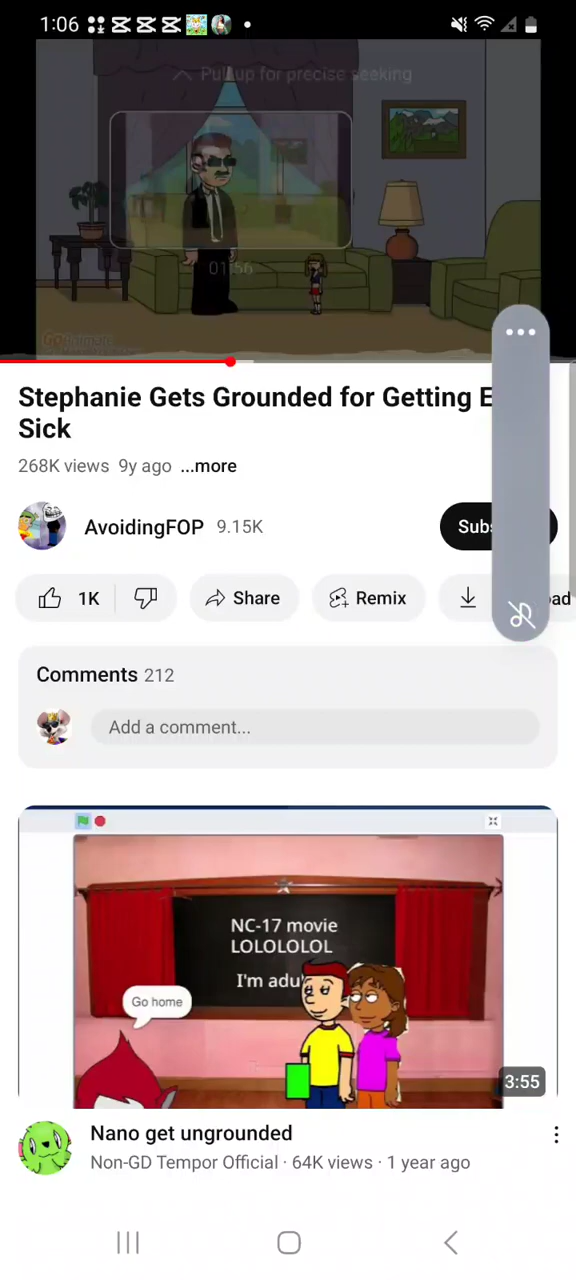 1:06
Pull up for precise seeking
01:56
GoAnimate
Stephanie Gets Grounded for Getting E
Sick
268K views 9y ago ...more
AvoidingFOP 9.15K
Sub
1K
Share
Remix
ad
Comments 212
Add a comment...
NC-17 movie
LOLOLOLOL
I'm adu
Go home
3:55
Nano get ungrounded
Non-GD Tempor Official · 64K views · 1 year ago